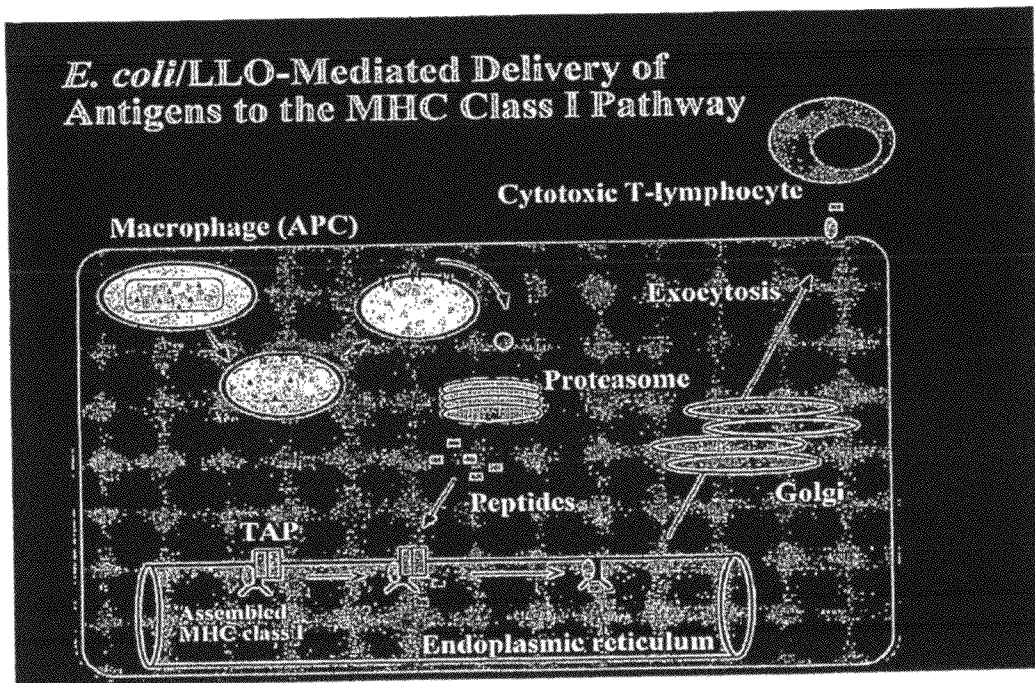 E. coli/LLO-Mediated Delivery of
Antigens to the MHC Class I Pathway
Cytotoxic T-lymphocyte
Macrophage (APC)
Exocytosis
Proteasome
Golgi
Peptides
TAP
Assembled
MHC class I
Endoplasmic reticulum